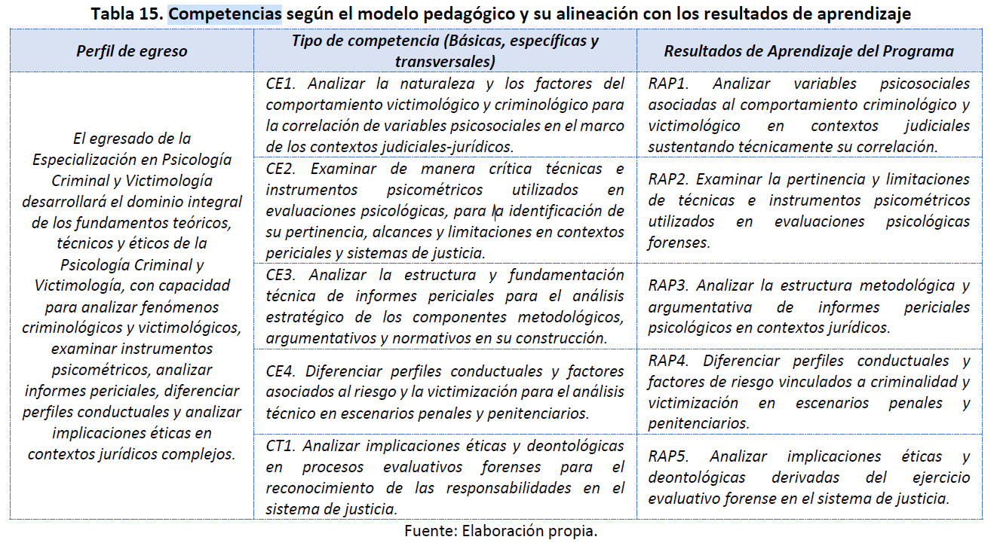 Tabla 15. Competencias según el modelo pedagógico y su alineación con los resultados de aprendizaje
Perfil de egreso
Tipo de competencia (Básicas, específicas y
transversales)
Resultados de Aprendizaje del Programa
El egresado de la
Especialización en Psicología
Criminal y Victimología
desarrollará el dominio integral
de los fundamentos teóricos,
técnicos y éticos de la
Psicología Criminal y
Victimología, con capacidad
para analizar fenómenos
criminológicos y victimológicos,
examinar instrumentos
psicométricos, analizar
informes periciales, diferenciar
perfiles conductuales y analizar
implicaciones éticas en
contextos jurídicos complejos.
CE1. Analizar la naturaleza y los factores del
comportamiento victimológico y criminológico para
la correlación de variables psicosociales en el marco
de los contextos judiciales-jurídicos.
RAP1. Analizar variables psicosociales
asociadas al comportamiento criminológico y
victimológico en contextos judiciales
sustentando técnicamente su correlación.
CE2. Examinar de manera crítica técnicas e
instrumentos psicométricos utilizados en
evaluaciones psicológicas, para la identificación de
su pertinencia, alcances y limitaciones en contextos
periciales y sistemas de justicia.
RAP2. Examinar la pertinencia y limitaciones
de técnicas e instrumentos psicométricos
utilizados en evaluaciones psicológicas
forenses.
CE3. Analizar la estructura y fundamentación
técnica de informes periciales para el análisis
estratégico de los componentes metodológicos,
argumentativos y normativos en su construcción.
RAP3. Analizar la estructura metodológica y
argumentativa de informes periciales
psicológicos en contextos jurídicos.
CE4. Diferenciar perfiles conductuales y factores
asociados al riesgo y la victimización para el análisis
técnico en escenarios penales y penitenciarios.
RAP4. Diferenciar perfiles conductuales y
factores de riesgo vinculados a criminalidad y
victimización en escenarios penales y
penitenciarios.
CT1. Analizar implicaciones éticas y deontológicas
en procesos evaluativos forenses para el
reconocimiento de las responsabilidades en el
sistema de justicia.
RAP5. Analizar implicaciones éticas y
deontológicas derivadas del ejercicio
evaluativo forense en el sistema de justicia.
Fuente: Elaboración propia.